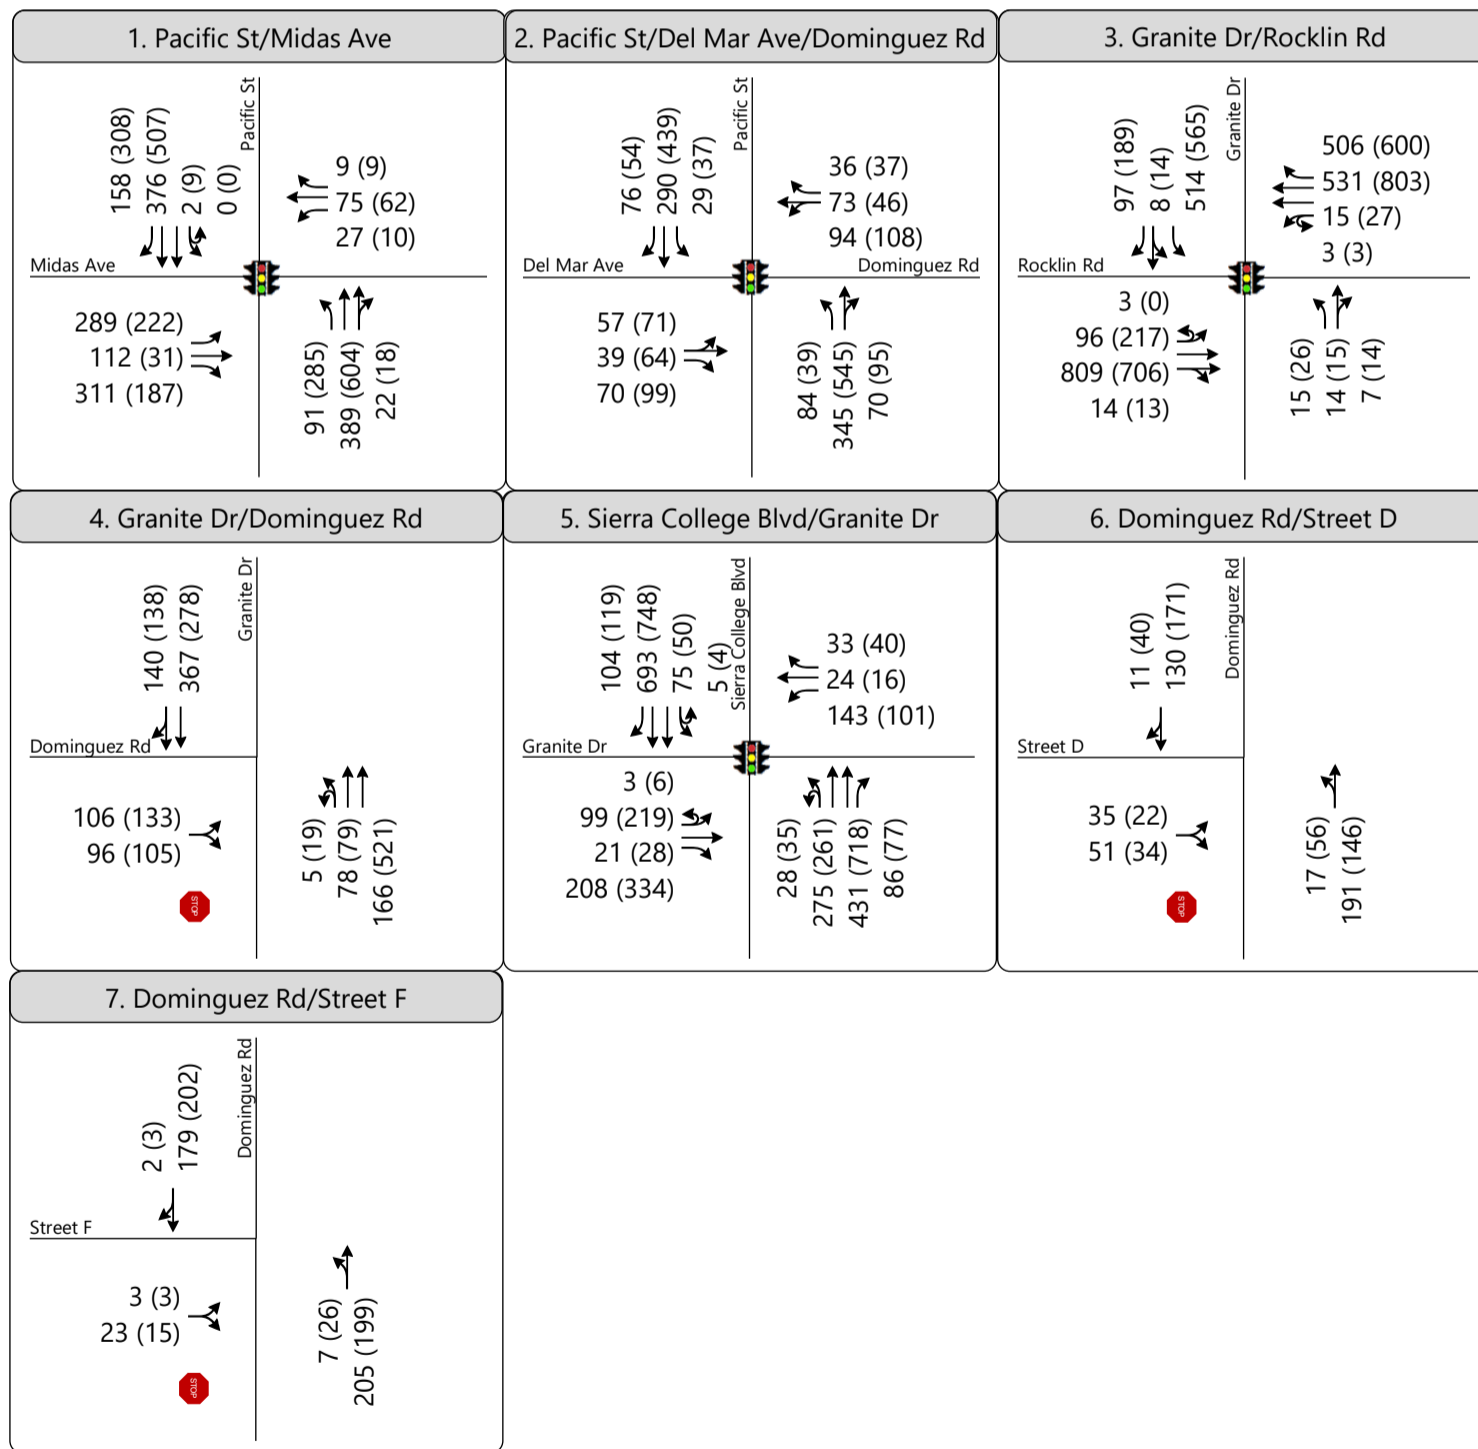 1. Pacific St/Midas Ave
158 (308)
376 (507)
2 (9)
0 (0)
Pacific St
9 (9)
75 (62)
27 (10)
Midas Ave
289 (222)
112 (31)
311 (187)
91 (285)
389 (604)
22 (18)
2. Pacific St/Del Mar Ave/Dominguez Rd
76 (54)
290 (439)
29 (37)
Pacific St
36 (37)
73 (46)
94 (108)
Del Mar Ave
Dominguez Rd
57 (71)
39 (64)
70 (99)
84 (39)
345 (545)
70 (95)
3. Granite Dr/Rocklin Rd
97 (189)
8 (14)
514 (565)
Granite Dr
506 (600)
531 (803)
15 (27)
3 (3)
Rocklin Rd
3 (0)
96 (217)
809 (706)
14 (13)
15 (26)
14 (15)
7 (14)
4. Granite Dr/Dominguez Rd
140 (138)
367 (278)
Granite Dr
Dominguez Rd
106 (133)
96 (105)
STOP
5 (19)
78 (79)
166 (521)
5. Sierra College Blvd/Granite Dr
104 (119)
693 (748)
75 (50)
5 (4)
Sierra College Blvd
33 (40)
24 (16)
143 (101)
Granite Dr
3 (6)
99 (219)
21 (28)
208 (334)
28 (35)
275 (261)
431 (718)
86 (77)
6. Dominguez Rd/Street D
11 (40)
130 (171)
Dominguez Rd
Street D
35 (22)
51 (34)
STOP
17 (56)
191 (146)
7. Dominguez Rd/Street F
2 (3)
179 (202)
Dominguez Rd
Street F
3 (3)
23 (15)
STOP
7 (26)
205 (199)